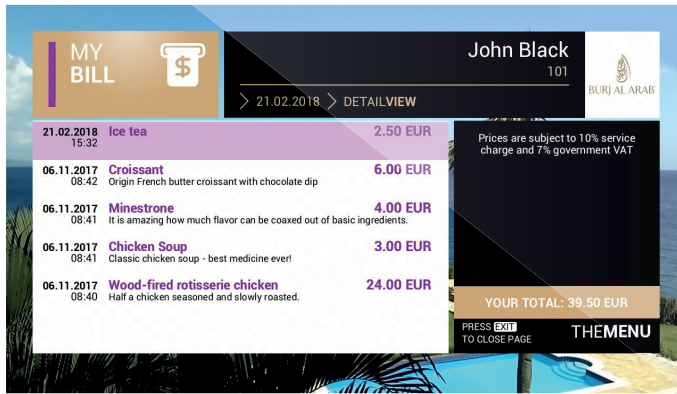 MY
BILL
$
John Black
101
21.02.2018 DETAILVIEW
BURJ AL ARAB
21.02.2018 Ice tea 2.50 EUR
15:32
06.11.2017 Croissant 6.00 EUR
08:42 Origin French butter croissant with chocolate dip
06.11.2017 Minestrone 4.00 EUR
08:41 It is amazing how much flavor can be coaxed out of basic ingredients.
06.11.2017 Chicken Soup 3.00 EUR
08:41 Classic chicken soup - best medicine ever!
06.11.2017 Wood-fired rotisserie chicken 24.00 EUR
08:40 Half a chicken seasoned and slowly roasted.
Prices are subject to 10% service
charge and 7% government VAT
YOUR TOTAL: 39.50 EUR
PRESS EXIT
TO CLOSE PAGE
THEMENU